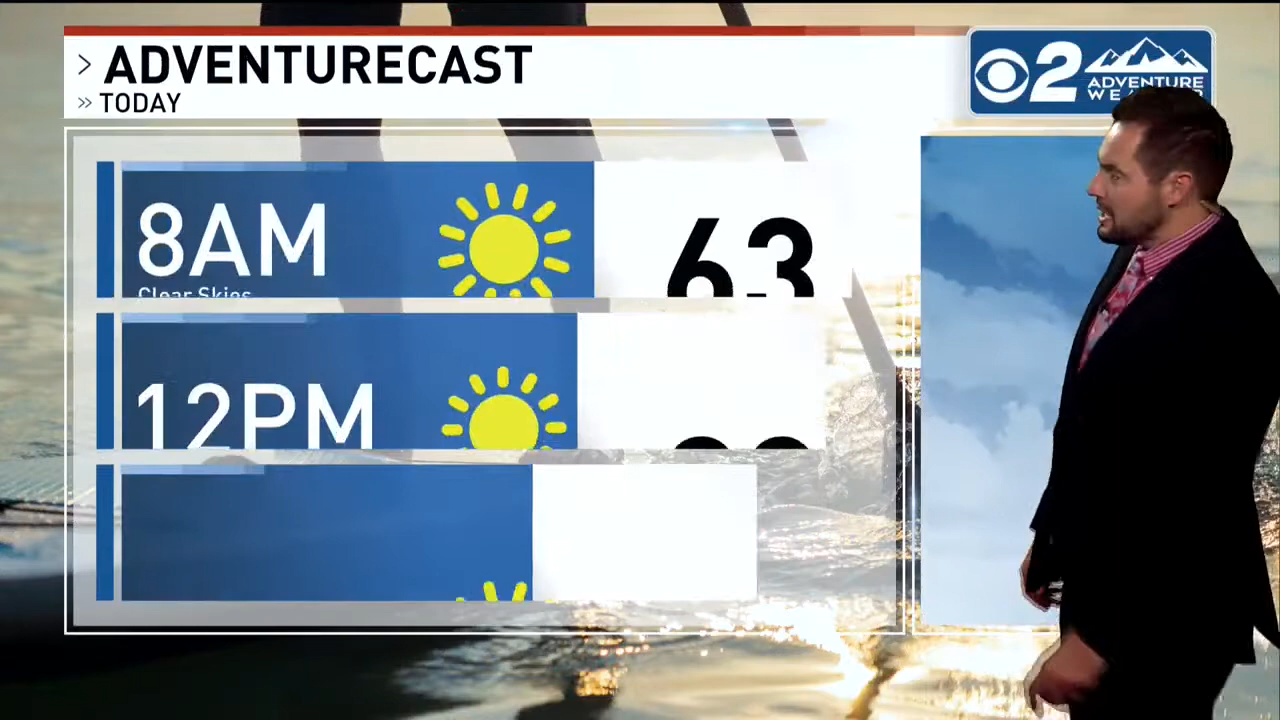 > ADVENTURECAST
» TODAY
2 ADVENTURE
8AM
63
Clear Skies
12PM